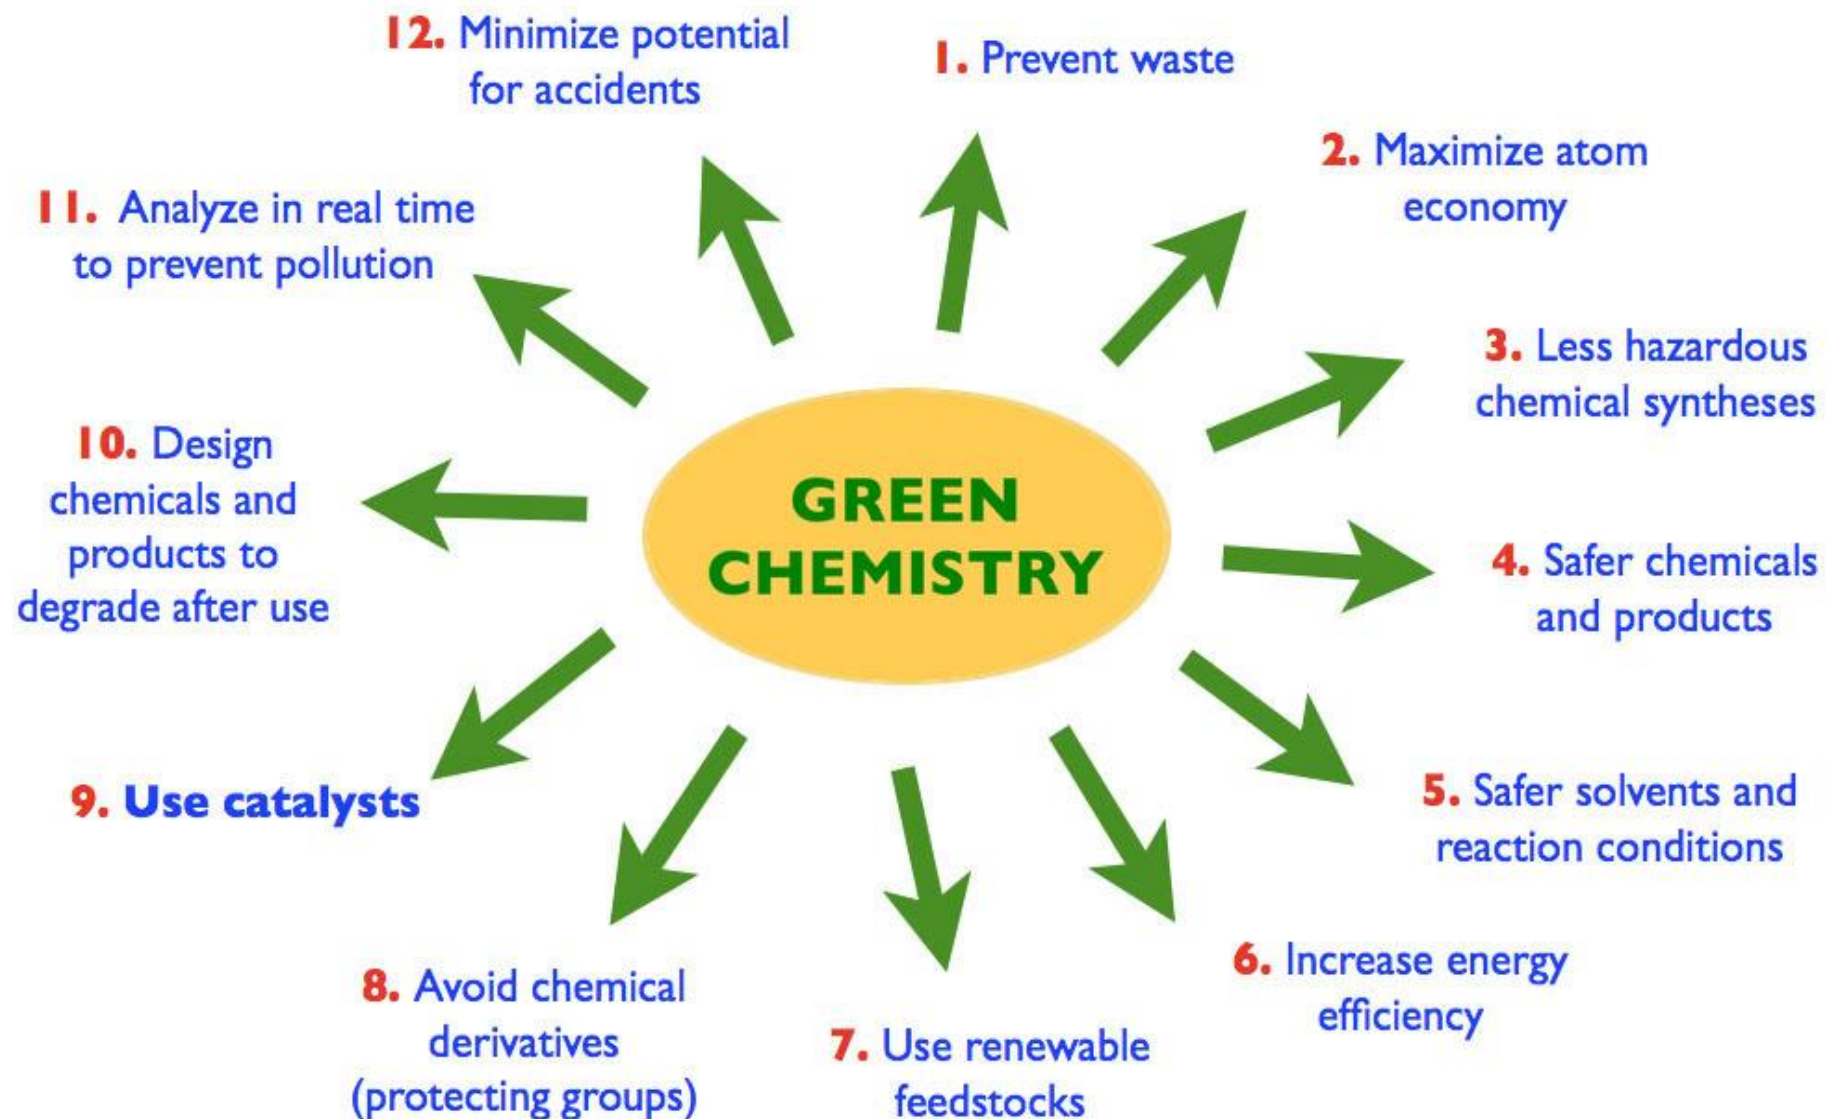 GREEN
CHEMISTRY
1. Prevent waste
2. Maximize atom
economy
3. Less hazardous
chemical syntheses
4. Safer chemicals
and products
5. Safer solvents and
reaction conditions
6. Increase energy
efficiency
7. Use renewable
feedstocks
8. Avoid chemical
derivatives
(protecting groups)
9. Use catalysts
10. Design
chemicals and
products to
degrade after use
11. Analyze in real time
to prevent pollution
12. Minimize potential
for accidents